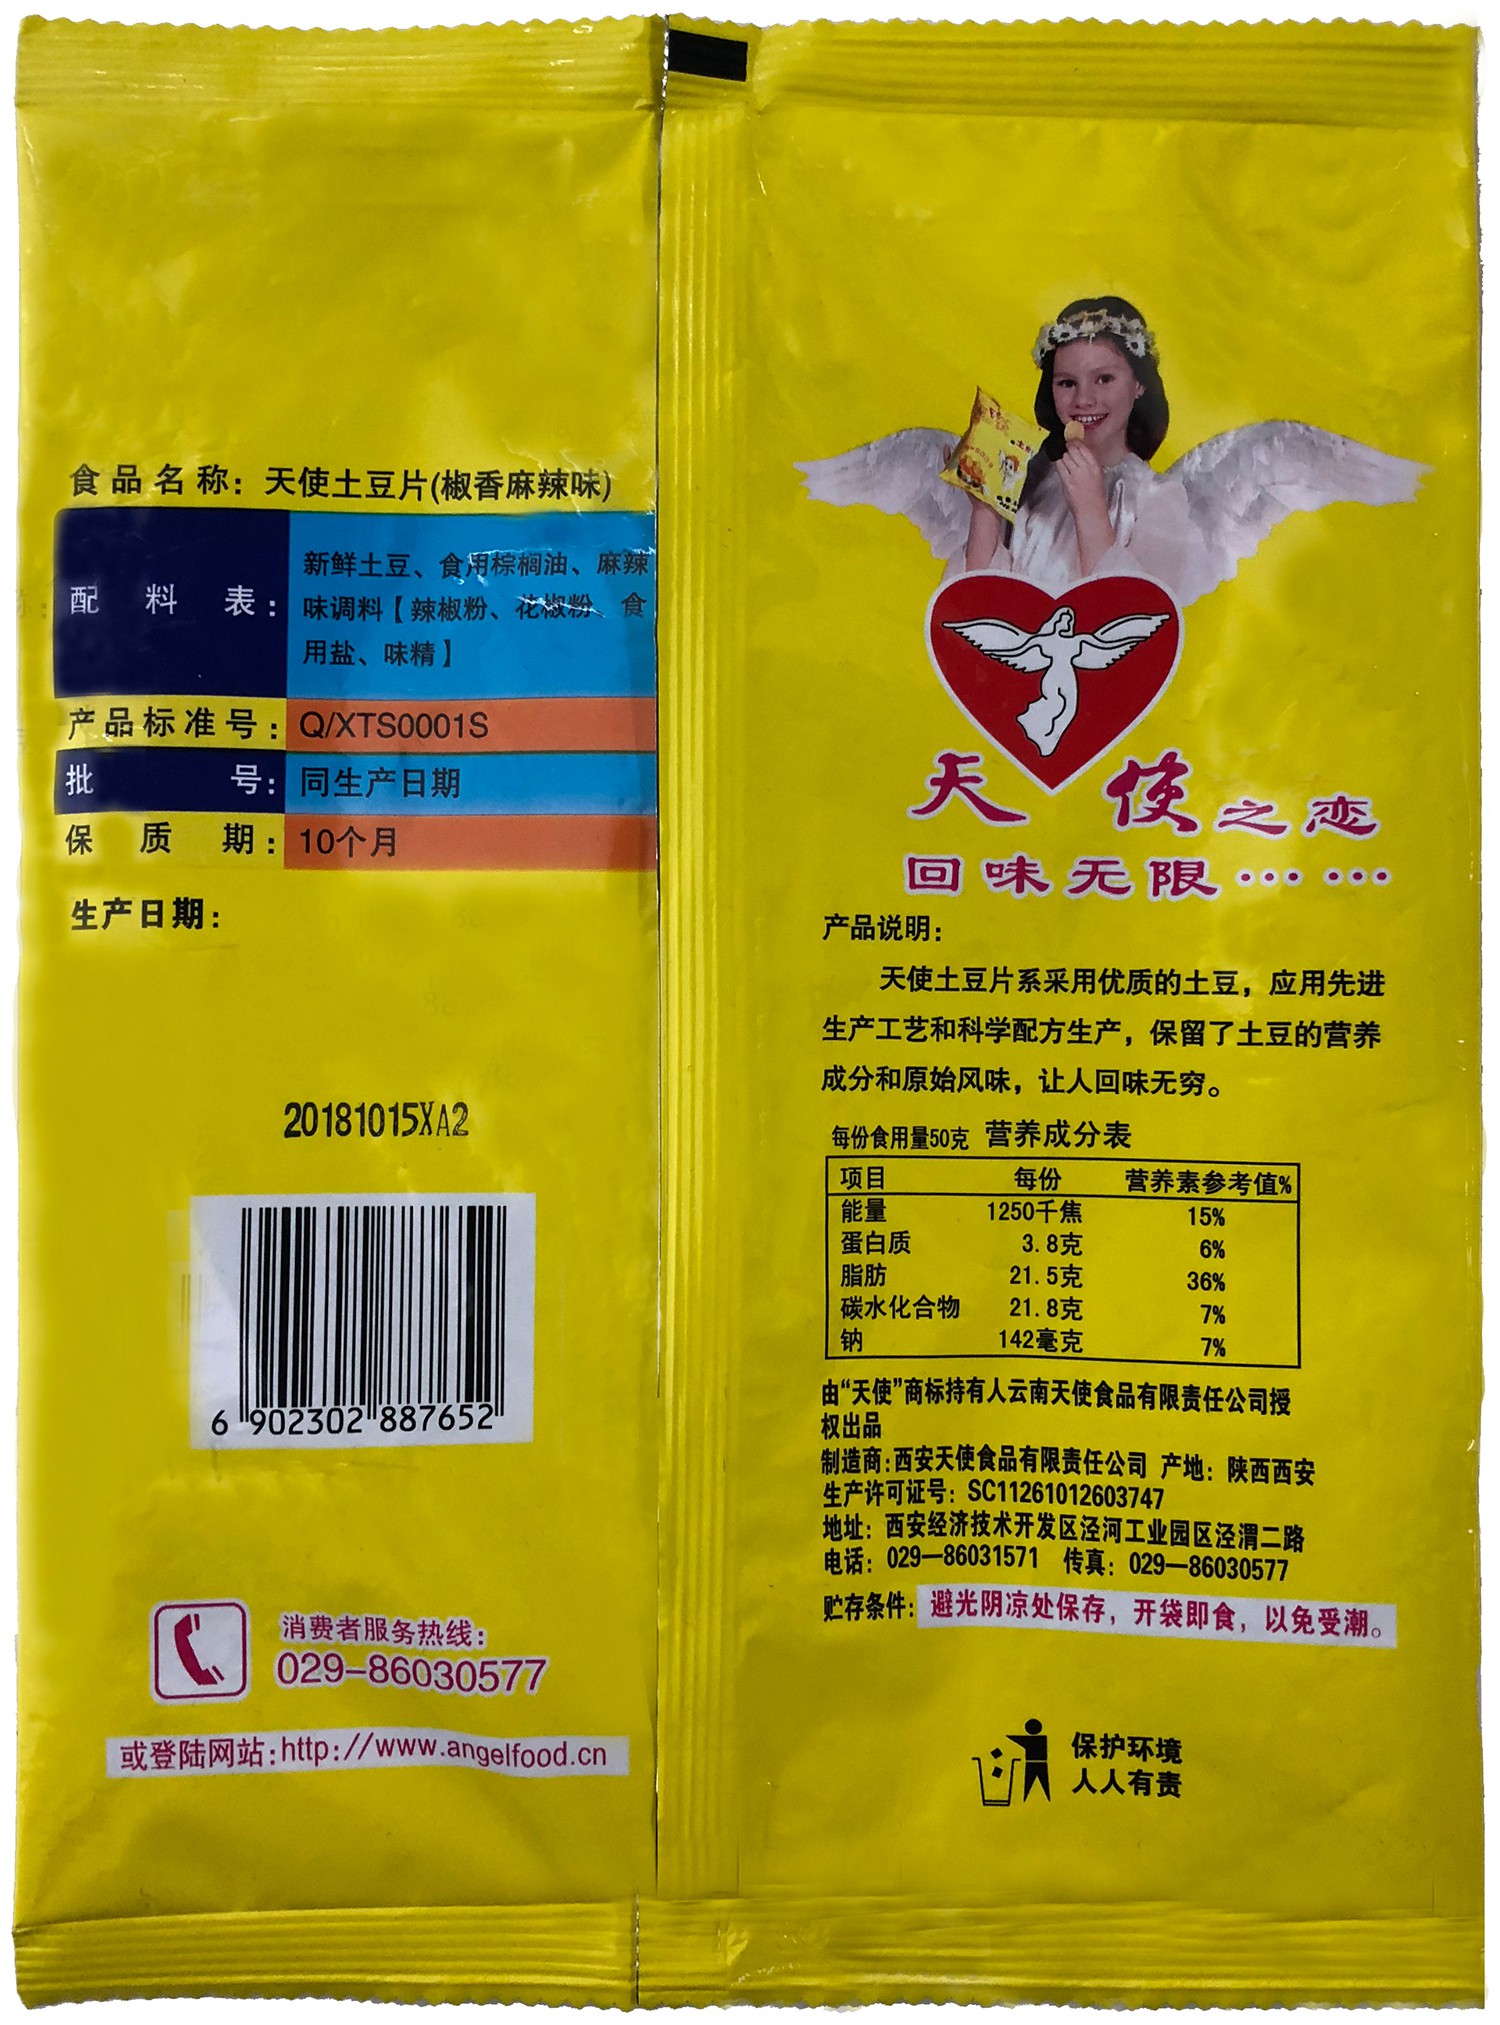 食品名称：天使土豆片(椒香麻辣味)
配料表：
新鲜土豆、食用棕榈油、麻辣
味调料【辣椒粉、花椒粉、食
用盐、味精】
产品标准号：Q/XTS0001S
批号：同生产日期
保质期：10个月
生产日期：
20181015XA2
6 902302 887652
消费者服务热线：
029-86030577
或登陆网站:http://www.angelfood.cn
天使之恋
回味无限…… 
产品说明：
天使土豆片系采用优质的土豆，应用先进
生产工艺和科学配方生产，保留了土豆的营养
成分和原始风味，让人回味无穷。
每份食用量50克 营养成分表
项目 每份 营养素参考值%
能量 1250千焦 15%
蛋白质 3.8克 6%
脂肪 21.5克 36%
碳水化合物 21.8克 7%
钠 142毫克 7%
由“天使”商标持有人云南天使食品有限责任公司授
权出品
制造商:西安天使食品有限责任公司 产地：陕西西安
生产许可证号：SC11261012603747
地址：西安经济技术开发区泾河工业园区泾渭二路
电话：029—86031571 传真：029—86030577
贮存条件：避光阴凉处保存，开袋即食，以免受潮。
保护环境
人人有责